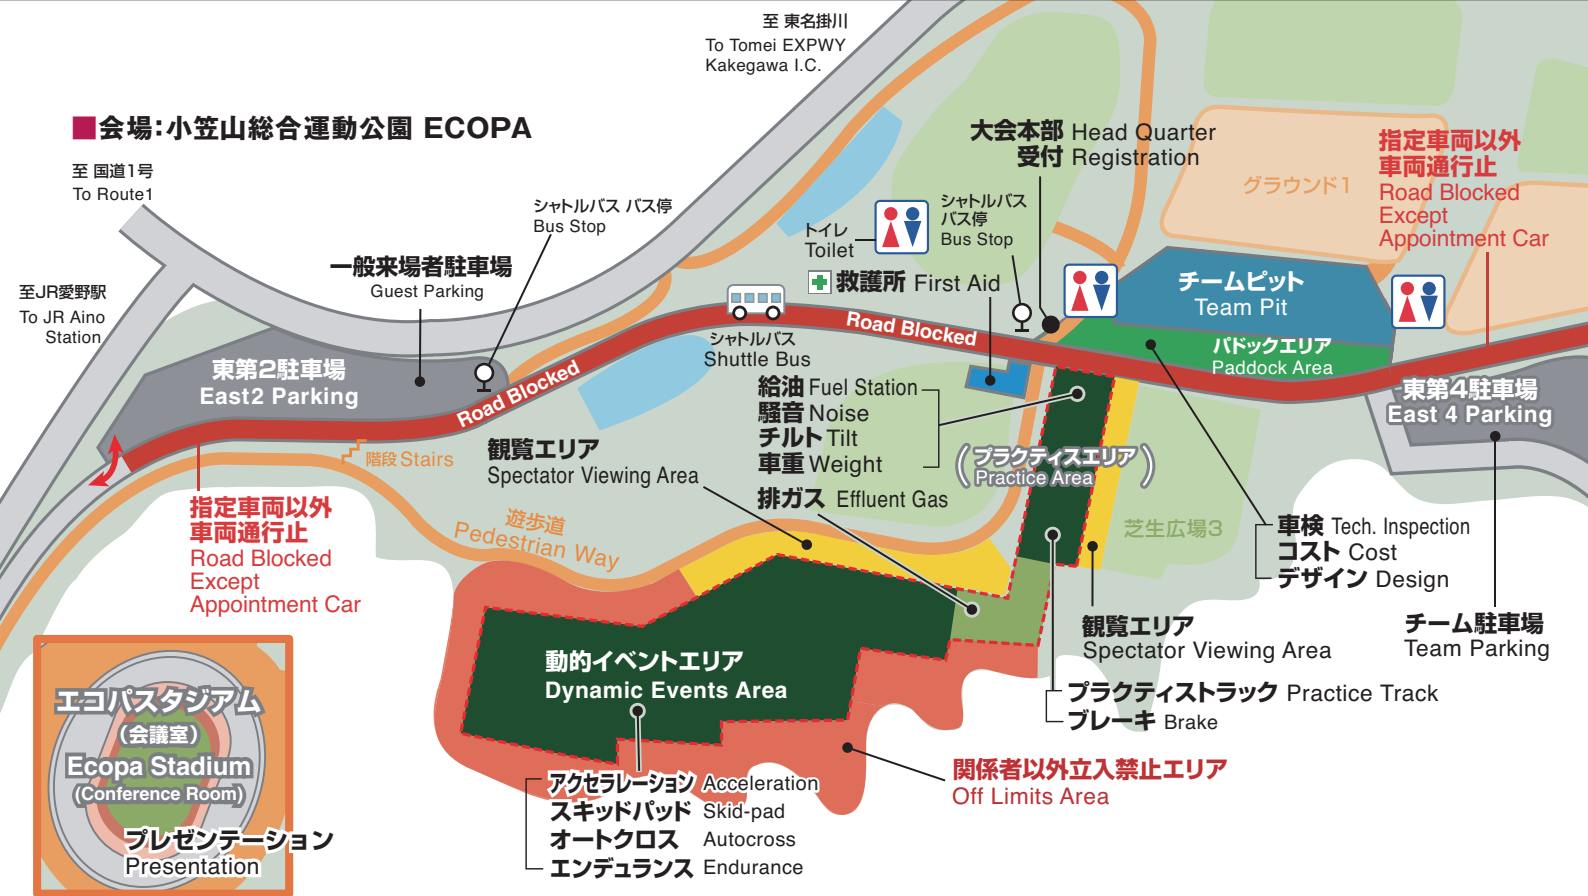 至 東名掛川
To Tomei EXPWY
Kakegawa I.C.
■会場：小笠山総合運動公園 ECOPA
至 国道1号
To Route1
シャトルバス バス停
Bus Stop
一般来場者駐車場
Guest Parking
至JR愛野駅
To JR Aino
Station
東第2駐車場
East2 Parking
大会本部 Head Quarter
受付 Registration
トイレ
Toilet
シャトルバス
バス停
Bus Stop
救護所 First Aid
グラウンド1
指定車両以外
車両通行止
Road Blocked
Except
Appointment Car
チームピット
Team Pit
パドックエリア
Paddock Area
シャトルバス
Shuttle Bus
Road Blocked
Road Blocked
東第4駐車場
East 4 Parking
給油 Fuel Station
騒音 Noise
チルト Tilt
車重 Weight
排ガス Effluent Gas
(プラクティスエリア
Practice Area)
観覧エリア
Spectator Viewing Area
階段 Stairs
遊歩道
Pedestrian Way
指定車両以外
車両通行止
Road Blocked
Except
Appointment Car
芝生広場3
車検 Tech. Inspection
コスト Cost
デザイン Design
観覧エリア
Spectator Viewing Area
チーム駐車場
Team Parking
動的イベントエリア
Dynamic Events Area
プラクティストラック Practice Track
ブレーキ Brake
関係者以外立入禁止エリア
Off Limits Area
アクセラレーション Acceleration
スキッドパッド Skid-pad
オートクロス Autocross
エンデュランス Endurance
エコパスタジアム
(会議室)
Ecopa Stadium
(Conference Room)
プレゼンテーション
Presentation